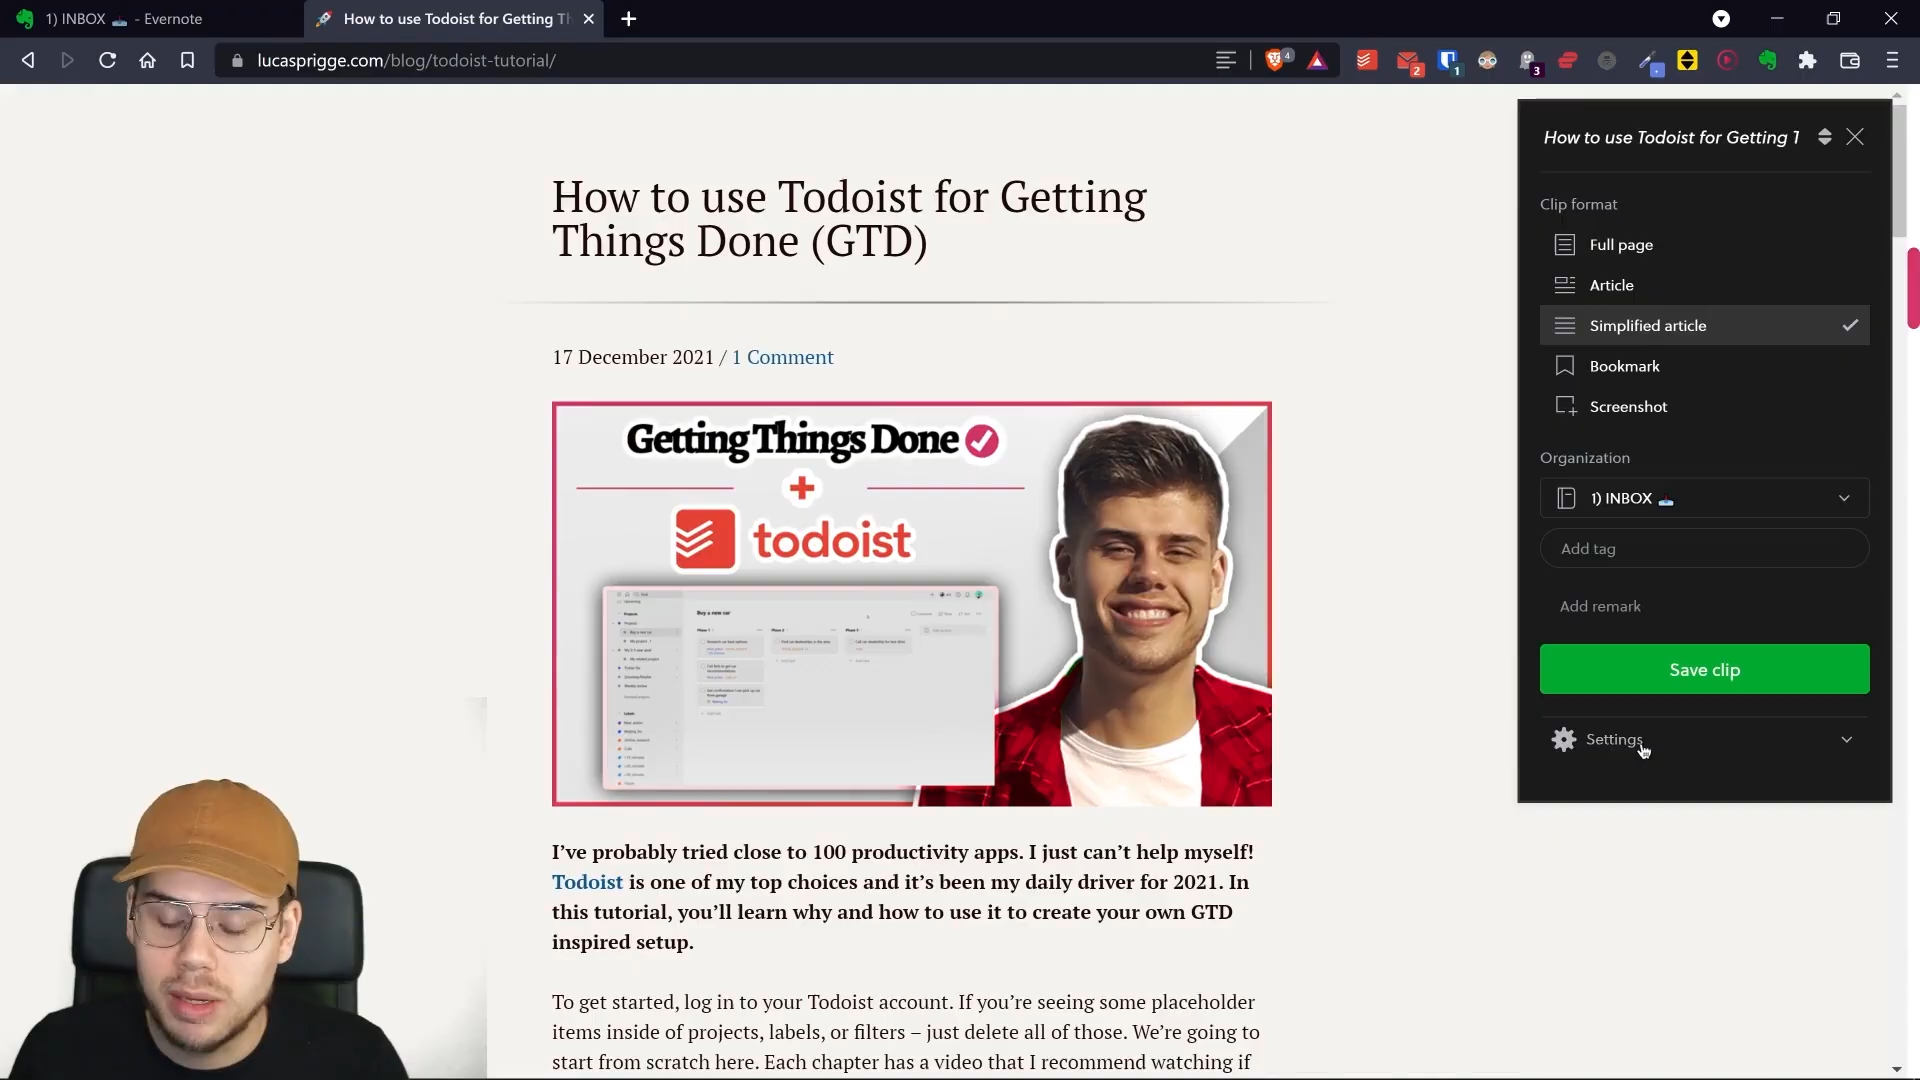 1) INBOX 📥 - Evernote
How to use Todoist for Getting Th
lucasprigge.com/blog/todoist-tutorial/
4
2
1
3
How to use Todoist for Getting
Things Done (GTD)
17 December 2021 / 1 Comment
Getting Things Done
+
todoist
Buy a new car
I've probably tried close to 100 productivity apps. I just can't help myself!
Todoist is one of my top choices and it's been my daily driver for 2021. In
this tutorial, you'll learn why and how to use it to create your own GTD
inspired setup.
To get started, log in to your Todoist account. If you're seeing some placeholder
items inside of projects, labels, or filters – just delete all of those. We're going to
start from scratch here. Each chapter has a video that I recommend watching if
How to use Todoist for Getting T
Clip format
Full page
Article
Simplified article
Bookmark
Screenshot
Organization
1) INBOX 📥
Add tag
Add remark
Save clip
Settings